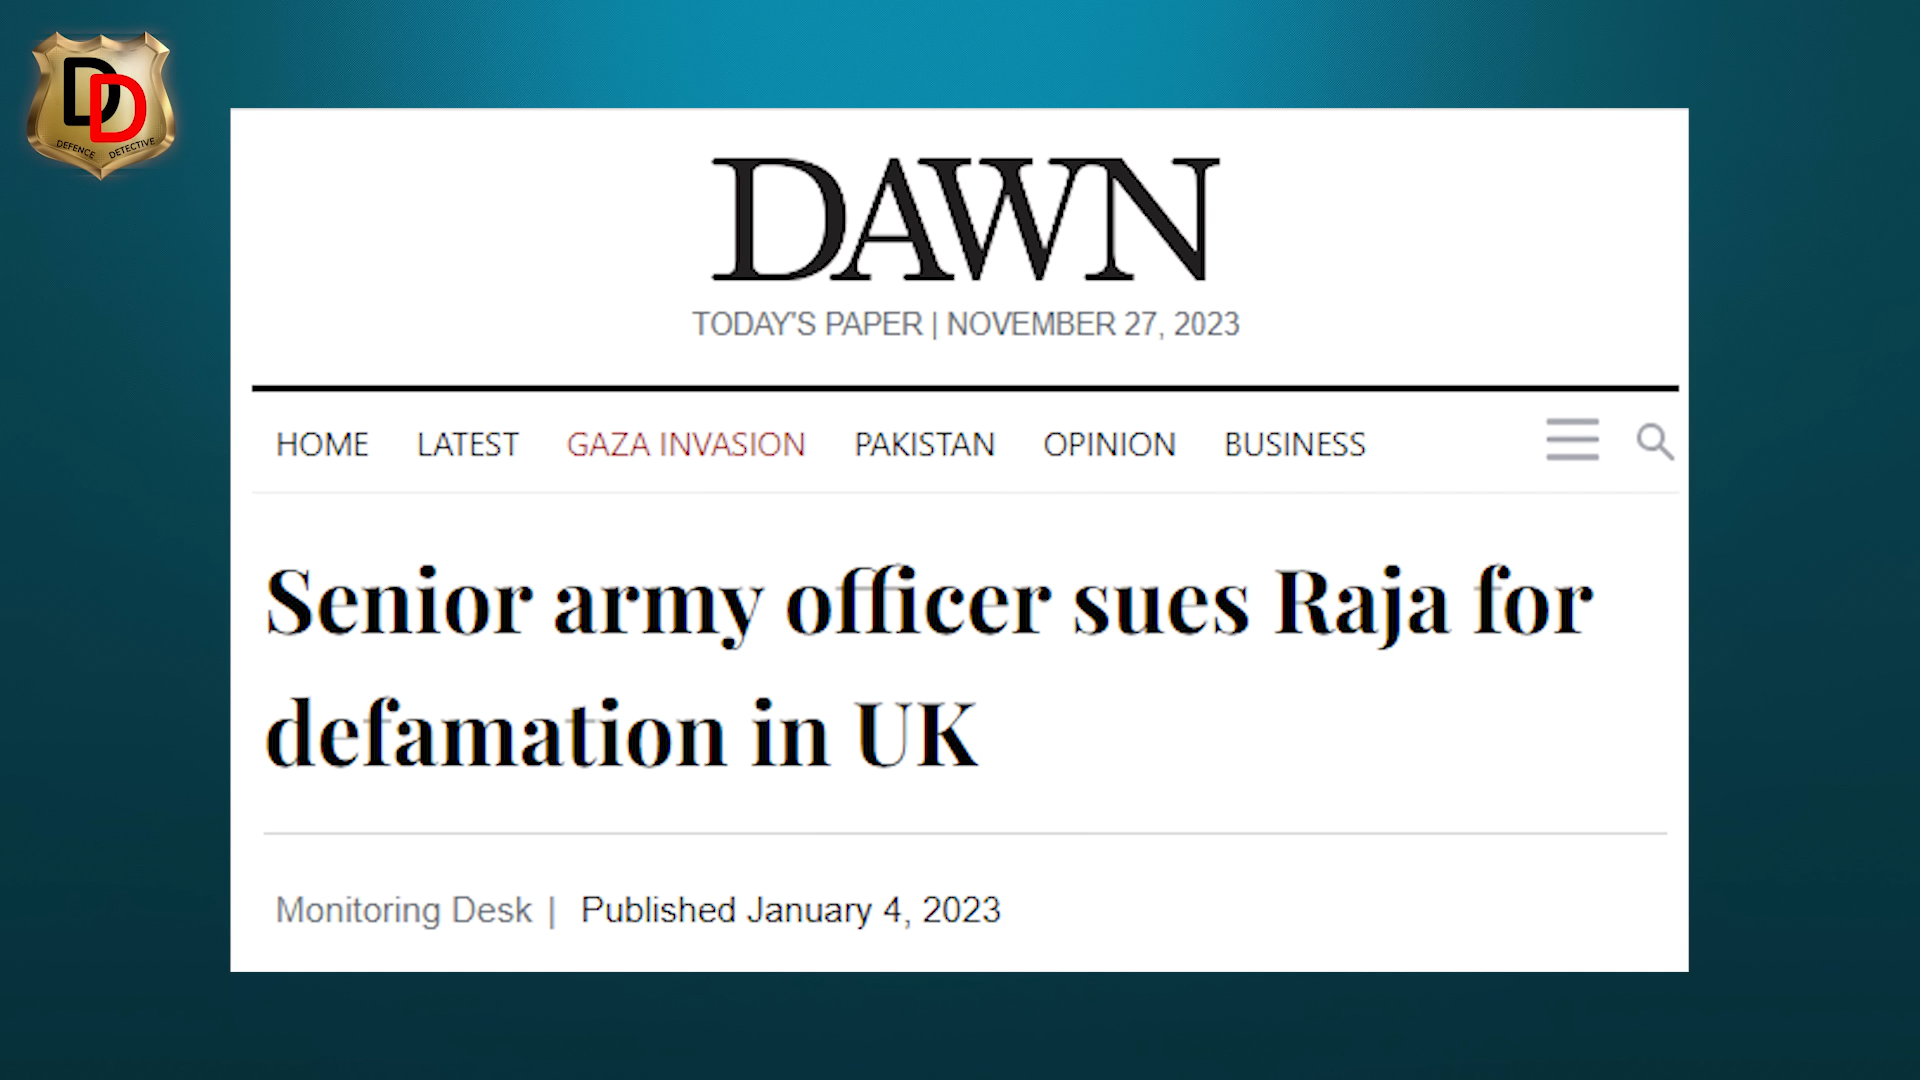 DD
DEFENCE DETECTIVE
DAWN
TODAY'S PAPER | NOVEMBER 27, 2023
HOME LATEST GAZA INVASION PAKISTAN OPINION BUSINESS
Senior army officer sues Raja for
defamation in UK
Monitoring Desk | Published January 4, 2023